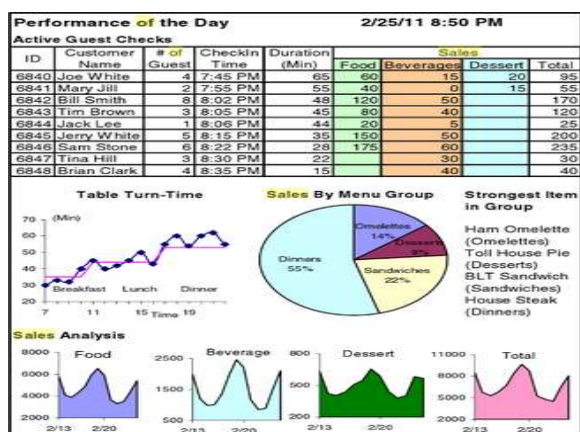 Performance of the Day 2/25/11 8:50 PM
Active Guest Checks
ID Customer Name # of Guest CheckIn Time Duration (Min) Sales
Food Beverages Dessert Total
6840 Joe White 4 7:45 PM 65 60 15 20 95
6841 Mary Jill 2 7:55 PM 55 40 0 15 55
6842 Bill Smith 8 8:02 PM 48 120 50 170
6843 Tim Brown 3 8:05 PM 45 80 40 120
6844 Jack Lee 1 8:06 PM 44 20 5 25
6845 Jerry White 5 8:15 PM 35 150 50 200
6846 Sam Stone 6 8:22 PM 28 175 60 235
6847 Tina Hill 3 8:30 PM 22 30 30
6848 Brian Clark 4 8:35 PM 15 40 40
Table Turn-Time
(Min)
70
60
50
40
30
20
Breakfast Lunch Dinner
7 11 15 Time 19
Sales By Menu Group
Omelettes
14%
Desserts
9%
Dinners
55%
Sandwiches
22%
Strongest Item
in Group
Ham Omelette
(Omelettes)
Toll House Pie
(Desserts)
BLT Sandwich
(Sandwiches)
House Steak
(Dinners)
Sales Analysis
Food
8000
6000
4000
2000
2/13 2/20
Beverage
2500
1500
500
2/13 2/20
Dessert
800
500
200
2/13 2/20
Total
11000
8000
5000
2000
2/13 2/20